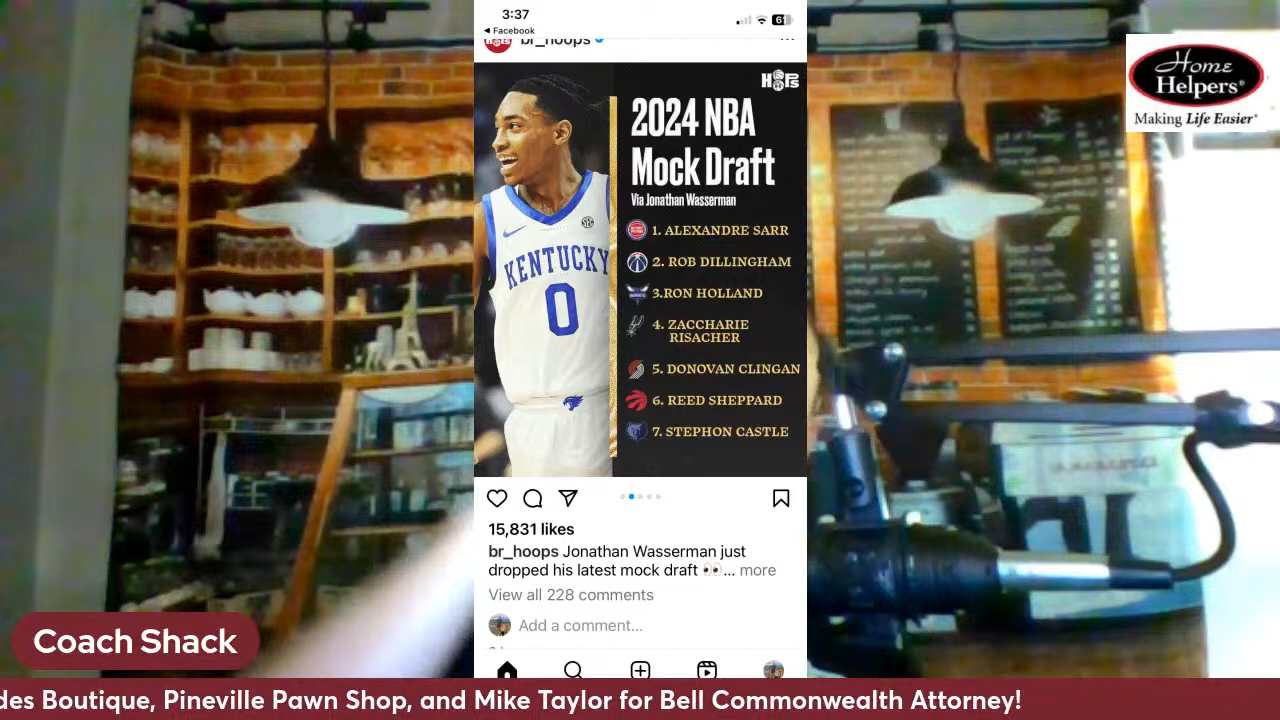 3:37
61
Facebook
br_hoops
HOOPS
2024 NBA
Mock Draft
Via Jonathan Wasserman
1. ALEXANDRE SARR
2. ROB DILLINGHAM
3.RON HOLLAND
4. ZACCHARIE
RISACHER
5. DONOVAN CLINGAN
6. REED SHEPPARD
7. STEPHON CASTLE
SEC
KENTUCKY
0
15,831 likes
br_hoops Jonathan Wasserman just
dropped his latest mock draft 👀... more
View all 228 comments
Add a comment...
Home
Helpers®
Making Life Easier®
Coach Shack
des Boutique, Pineville Pawn Shop, and Mike Taylor for Bell Commonwealth Attorney!